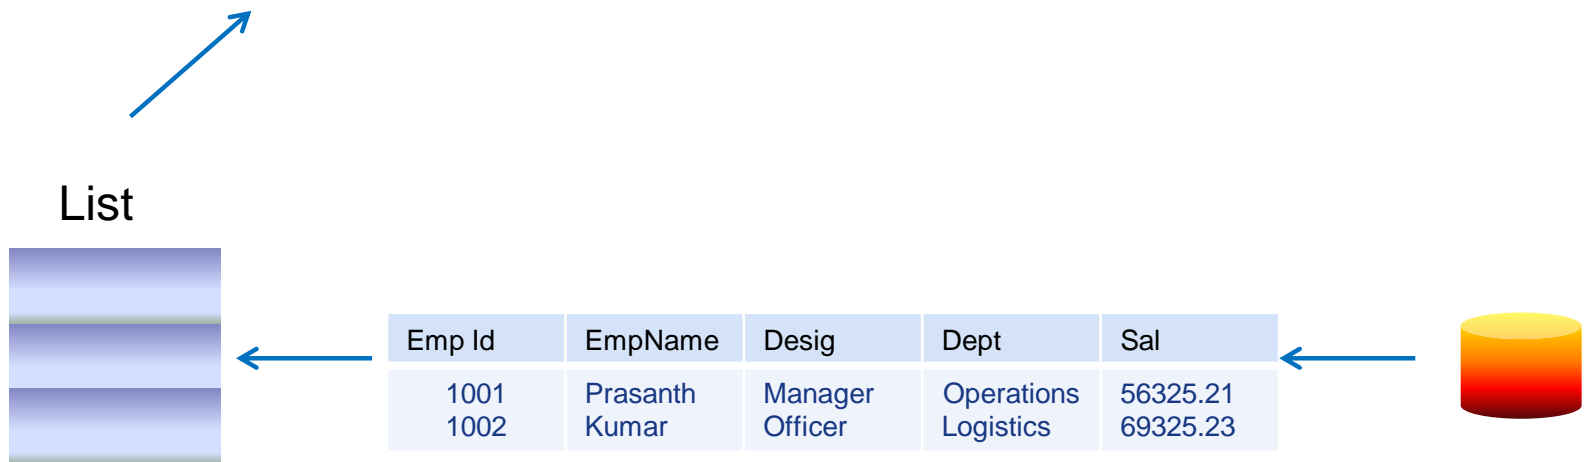 List
Emp Id EmpName Desig Dept Sal
1001 Prasanth Manager Operations 56325.21
1002 Kumar Officer Logistics 69325.23